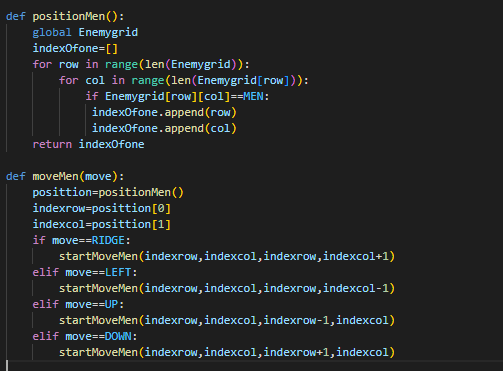 def positionMen():
    global Enemygrid
    indexOfone=[]
    for row in range(len(Enemygrid)):
        for col in range(len(Enemygrid[row])):
            if Enemygrid[row][col]==MEN:
             indexOfone.append(row)
             indexOfone.append(col)
    return indexOfone

def moveMen(move):
    posittion=positionMen()
    indexrow=posittion[0]
    indexcol=posittion[1]
    if move==RIDGE:
        startMoveMen(indexrow,indexcol,indexrow,indexcol+1)
    elif move==LEFT:
        startMoveMen(indexrow,indexcol,indexrow,indexcol-1)
    elif move==UP:
        startMoveMen(indexrow,indexcol,indexrow-1,indexcol)
    elif move==DOWN:
        startMoveMen(indexrow,indexcol,indexrow+1,indexcol)